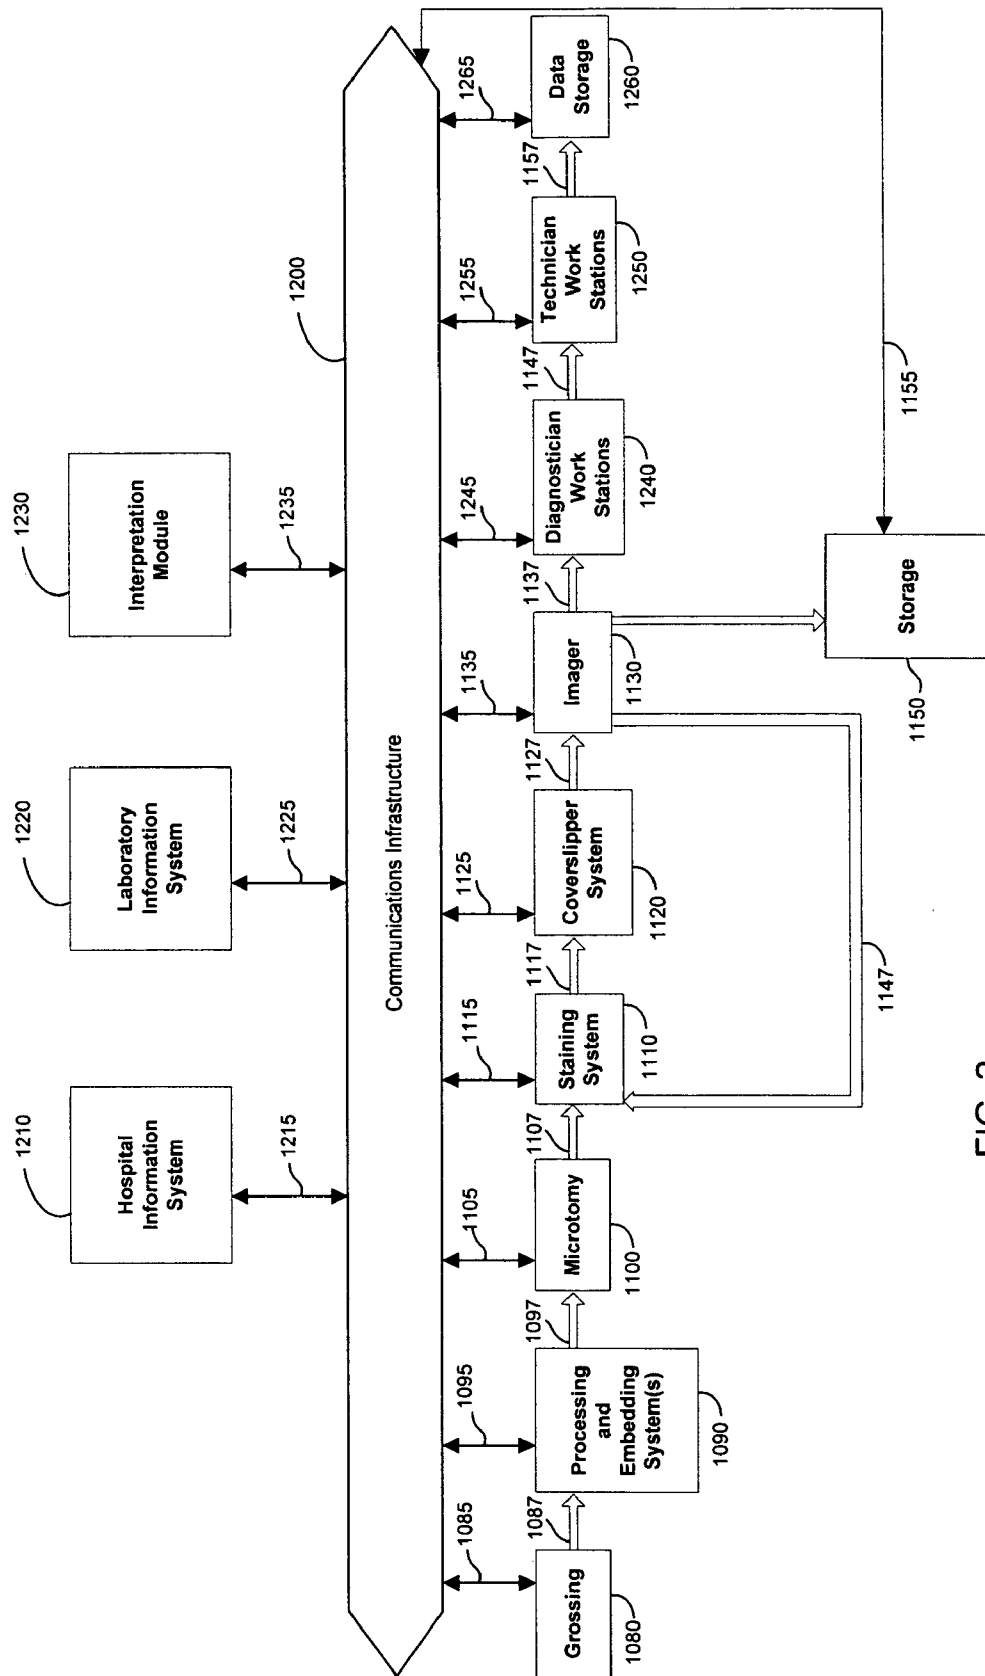 1210
1220
1230
Hospital
Information
System
Laboratory
Information
System
Interpretation
Module
1215
1225
1235
1200
Communications Infrastructure
1085
1095
1105
1115
1125
1135
1245
1255
1265
1087
1097
1107
1117
1127
1137
1147
1157
Grossing
Processing
and
Embedding
System(s)
Microtomy
Staining
System
Coverslipper
System
Imager
Diagnostician
Work
Stations
Technician
Work
Stations
Data
Storage
1080
1090
1100
1110
1120
1130
1240
1250
1260
1147
Storage
1150
1155
FIG.